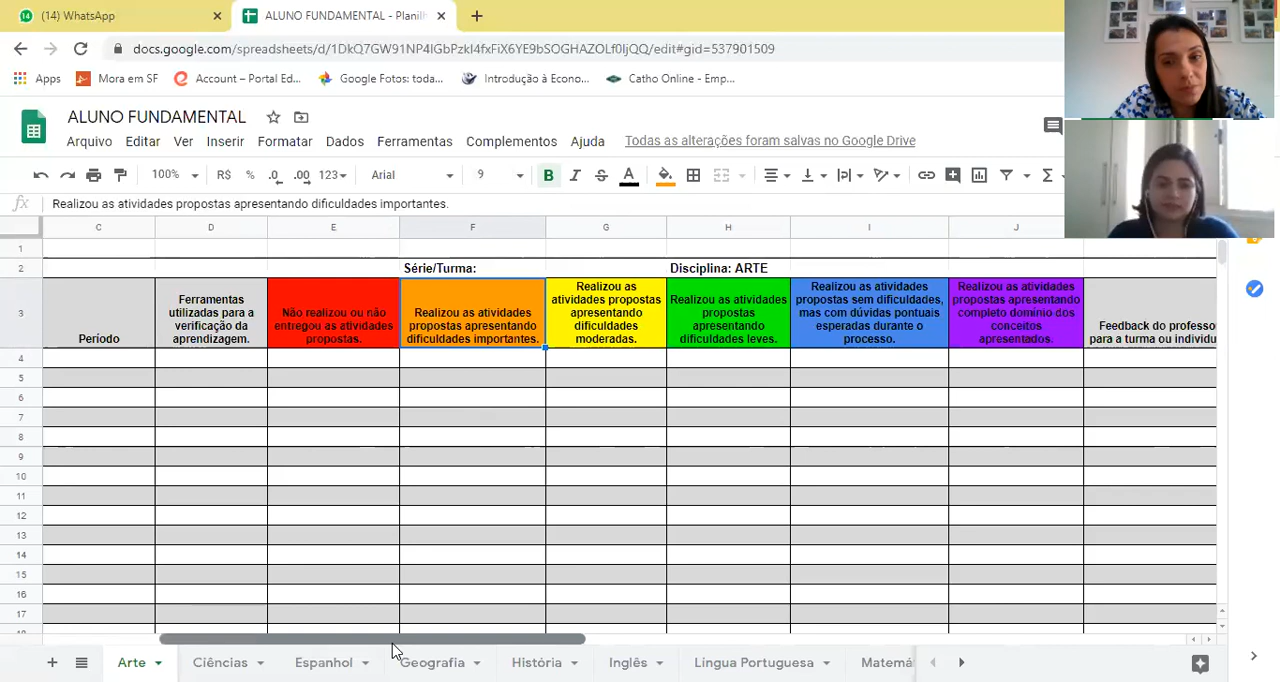 (14) WhatsApp
ALUNO FUNDAMENTAL - Planilh
docs.google.com/spreadsheets/d/1DkQ7GW91NP4IGbPzkI4fxFiX6YE9bSOGHAZOLf0IjQQ/edit#gid=537901509
Apps
Mora em SF
Account – Portal Ed...
Google Fotos: toda...
Introdução à Econo...
Catho Online - Emp...
ALUNO FUNDAMENTAL
Arquivo Editar Ver Inserir Formatar Dados Ferramentas Complementos Ajuda Todas as alterações foram salvas no Google Drive
100% R$ % .0 .00 123 Arial 9 B I S A Σ
fx Realizou as atividades propostas apresentando dificuldades importantes.
C D E F G H I J
1
2 Série/Turma: Disciplina: ARTE
3
Período
Ferramentas
utilizadas para a
verificação da
aprendizagem.
Não realizou ou não
entregou as atividades
propostas.
Realizou as atividades
propostas apresentando
dificuldades importantes.
Realizou as
atividades propostas
apresentando
dificuldades
moderadas.
Realizou as atividades
propostas
apresentando
dificuldades leves.
Realizou as atividades
propostas sem dificuldades,
mas com dúvidas pontuais
esperadas durante o
processo.
Realizou as atividades
propostas apresentando
completo domínio dos
conceitos
apresentados.
Feedback do professor
para a turma ou individu
4
5
6
7
8
9
10
11
12
13
14
15
16
17
Arte Ciências Espanhol Geografia História Inglês Língua Portuguesa Matemá